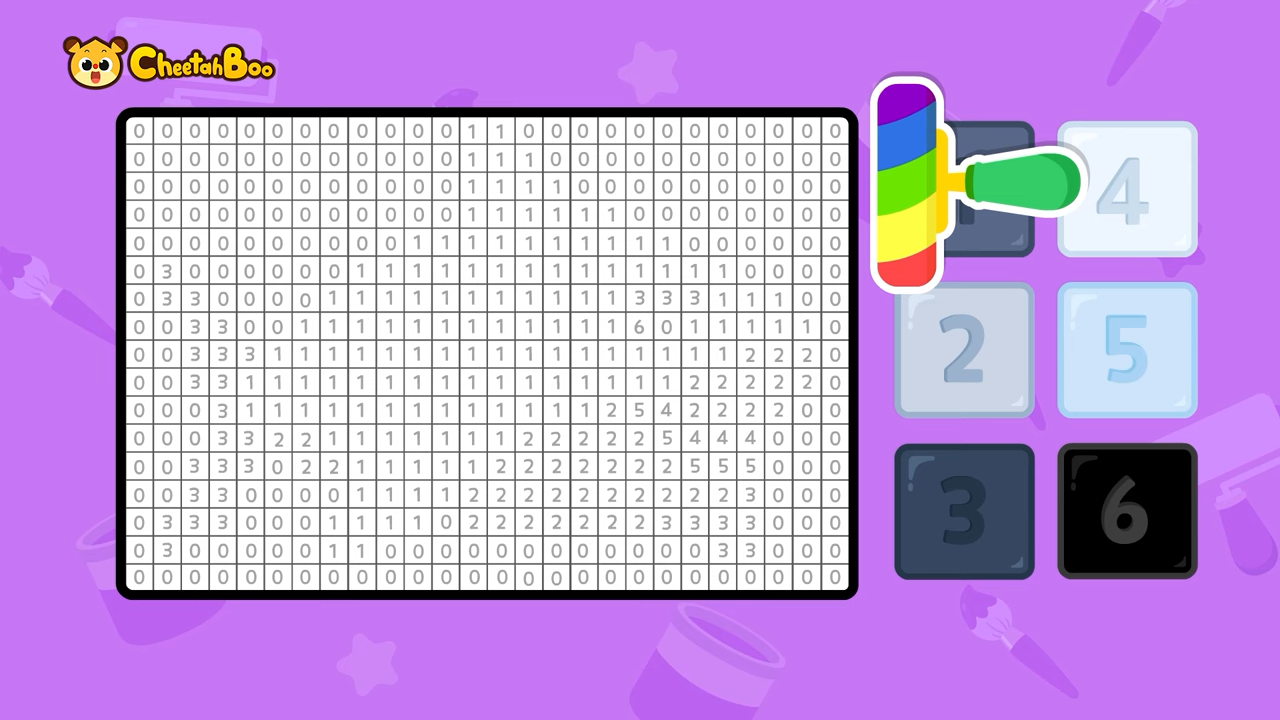 CheetahBoo
0 0 0 0 0 0 0 0 0 0 0 0 1 1 0 0 0 0 0 0 0 0 0 0 0 0
0 0 0 0 0 0 0 0 0 0 0 0 1 1 1 0 0 0 0 0 0 0 0 0 0 0
0 0 0 0 0 0 0 0 0 0 0 0 1 1 1 1 0 0 0 0 0 0 0 0 0 0
0 0 0 0 0 0 0 0 0 0 0 0 1 1 1 1 1 1 0 0 0 0 0 0 0 0
0 0 0 0 0 0 0 0 0 0 1 1 1 1 1 1 1 1 1 1 0 0 0 0 0 0
0 3 0 0 0 0 0 0 1 1 1 1 1 1 1 1 1 1 1 1 1 1 0 0 0 0
0 3 3 0 0 0 0 1 1 1 1 1 1 1 1 1 1 1 3 3 3 1 1 1 0 0
0 0 3 3 0 0 1 1 1 1 1 1 1 1 1 1 1 1 6 0 1 1 1 1 1 0
0 0 3 3 3 1 1 1 1 1 1 1 1 1 1 1 1 1 1 1 1 1 2 2 2 0
0 0 3 3 1 1 1 1 1 1 1 1 1 1 1 1 1 1 1 1 2 2 2 2 2 0
0 0 0 3 1 1 1 1 1 1 1 1 1 1 1 1 1 2 5 4 2 2 2 2 0 0
0 0 0 3 3 2 2 1 1 1 1 1 1 1 2 2 2 2 2 5 4 4 4 0 0 0
0 0 3 3 3 0 2 2 1 1 1 1 1 2 2 2 2 2 2 2 5 5 5 0 0 0
0 0 3 3 0 0 0 0 1 1 1 1 2 2 2 2 2 2 2 2 2 2 3 0 0 0
0 3 3 3 0 0 0 1 1 1 1 0 2 2 2 2 2 2 2 3 3 3 3 0 0 0
0 3 0 0 0 0 0 1 1 0 0 0 0 0 0 0 0 0 0 0 0 3 3 0 0 0
0 0 0 0 0 0 0 0 0 0 0 0 0 0 0 0 0 0 0 0 0 0 0 0 0 0
4
2 5
3 6